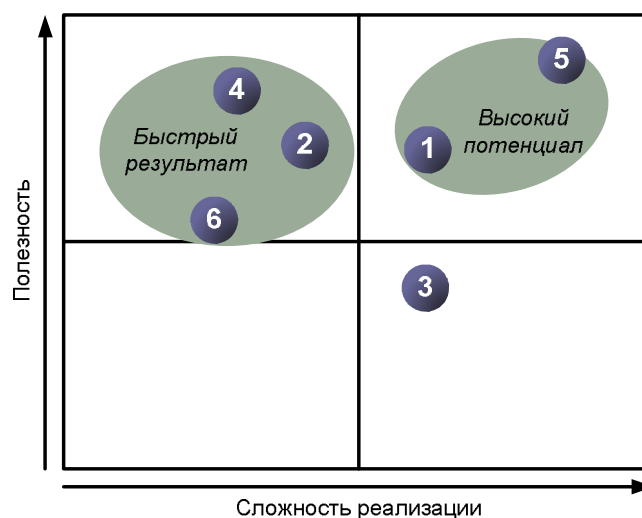 5
4
Высокий
потенциал
Быстрый
результат
2
1
6
3
Полезность
Сложность реализации